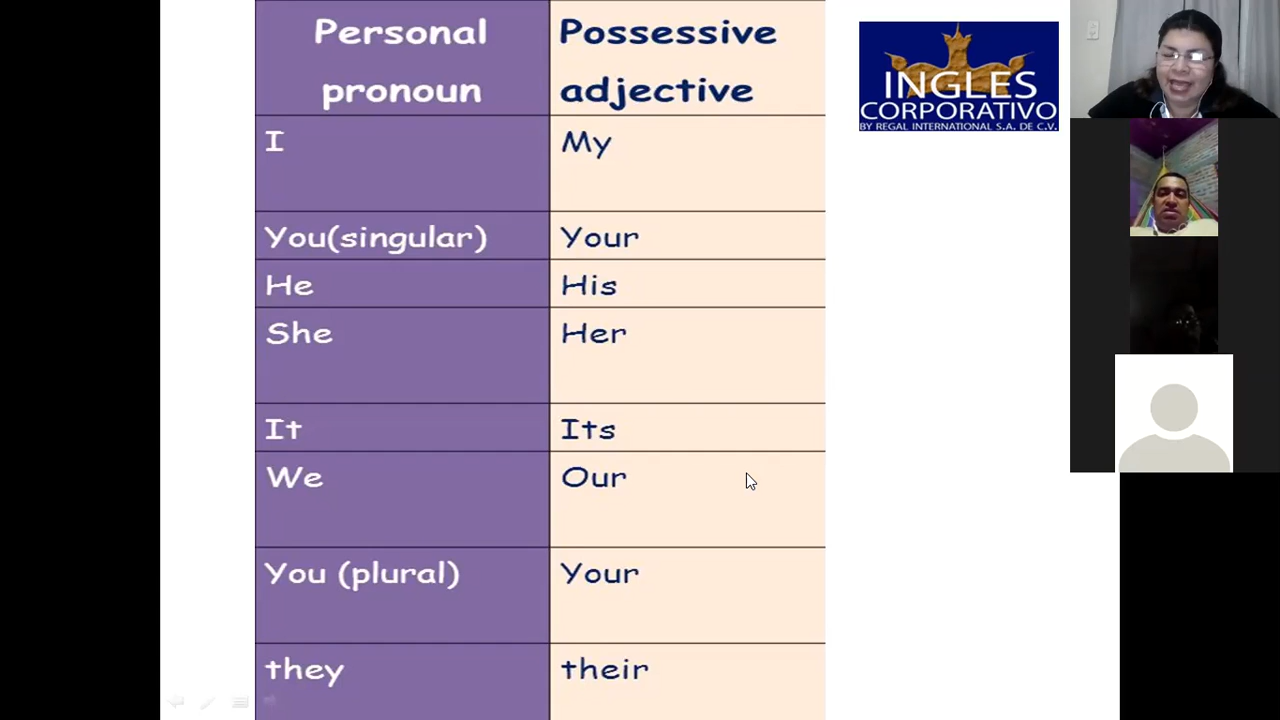 Personal pronoun
Possessive adjective
I
My
You(singular)
Your
He
His
She
Her
It
Its
We
Our
You (plural)
Your
they
their
INGLES
CORPORATIVO
BY REGAL INTERNATIONAL S.A. DE C.V.